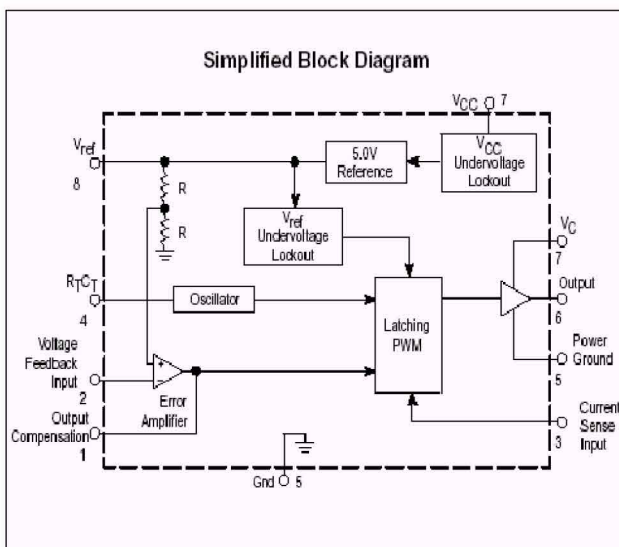 Simplified Block Diagram
VCC 7
Vref
8
5.0V
Reference
VCC
Undervoltage
Lockout
R
R
Vref
Undervoltage
Lockout
VC
7
RTCT
4
Oscillator
Latching
PWM
Output
6
Voltage
Feedback
Input
2
+
−
Error
Amplifier
Power
Ground
5
Output
Compensation
1
Current
Sense
Input
3
Gnd 5